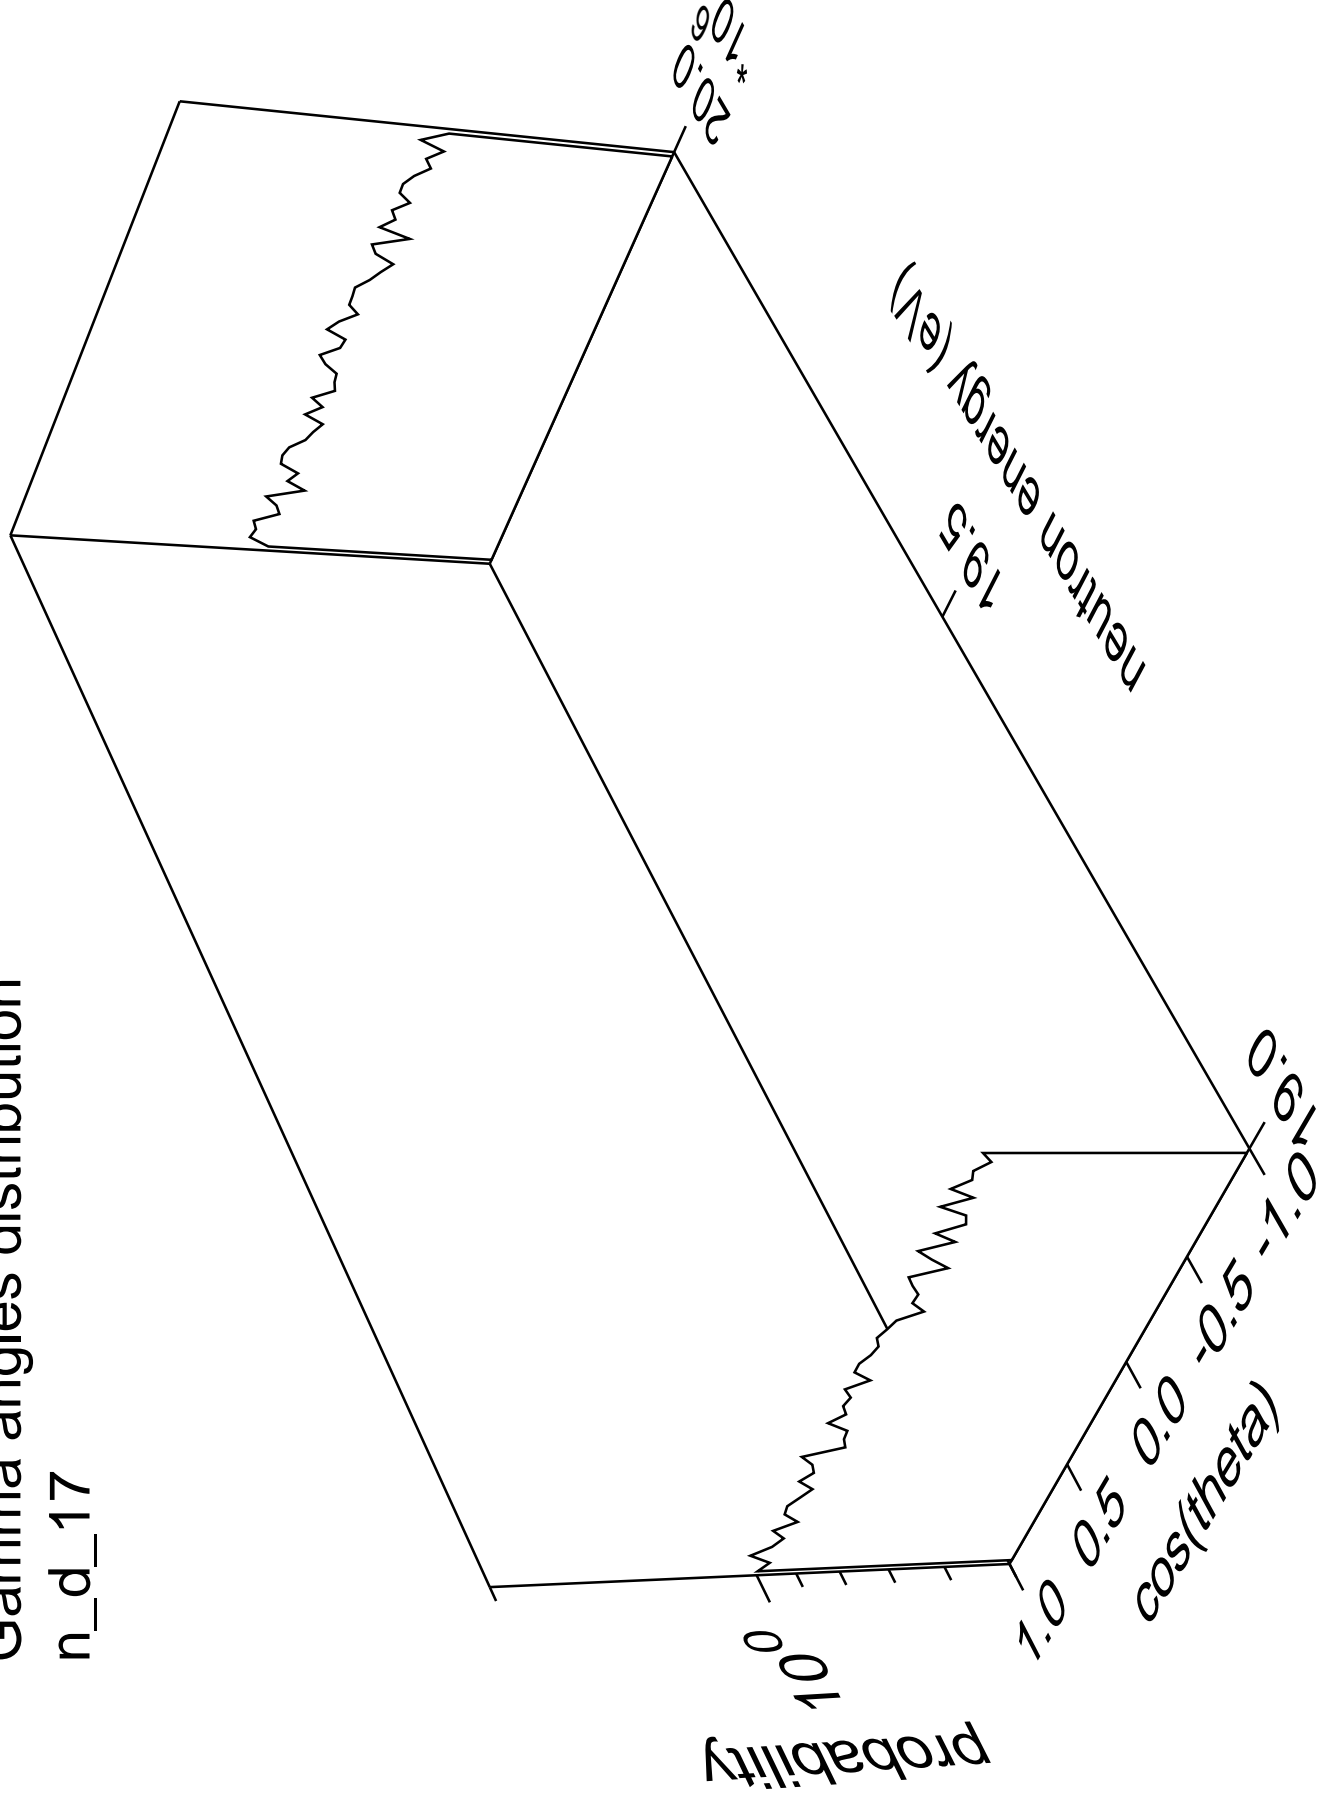 Gamma angles distribution
n_d_17
probability
10^0
1.0
0.5
0.0
-0.5
-1.0
cos(theta)
19.0
19.5
20.0
*10^6
neutron energy (eV)